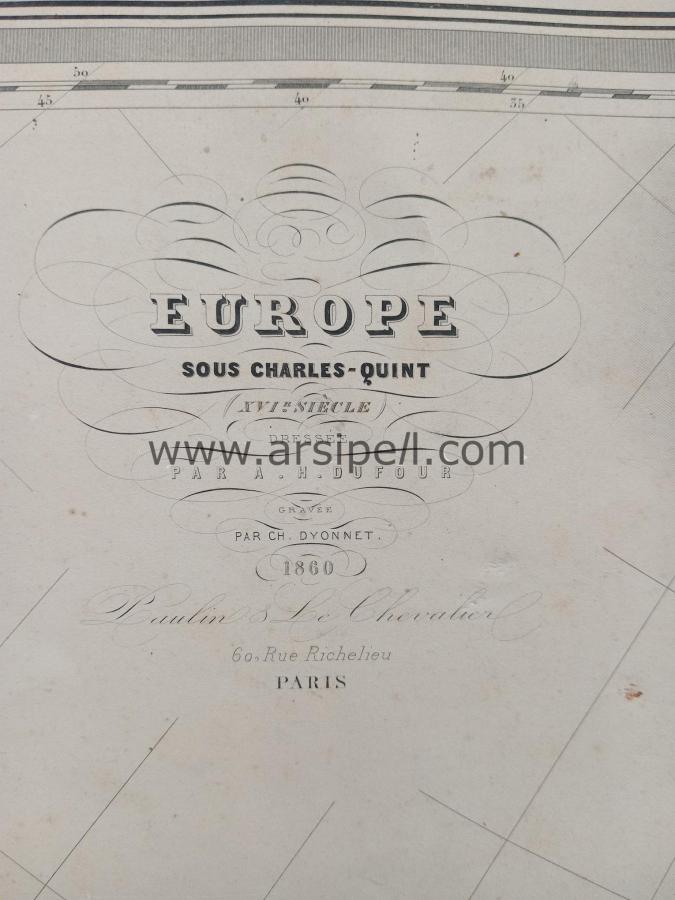 50
40
45
40
35
EUROPE
SOUS CHARLES-QUINT
(XVIme SIÈCLE)
DRESSÉE
www.arsipell.com
PAR A.H.DUFOUR
GRAVÉE
PAR CH. DYONNET.
1860
Paulin & Le Chevalier
60, Rue Richelieu
PARIS